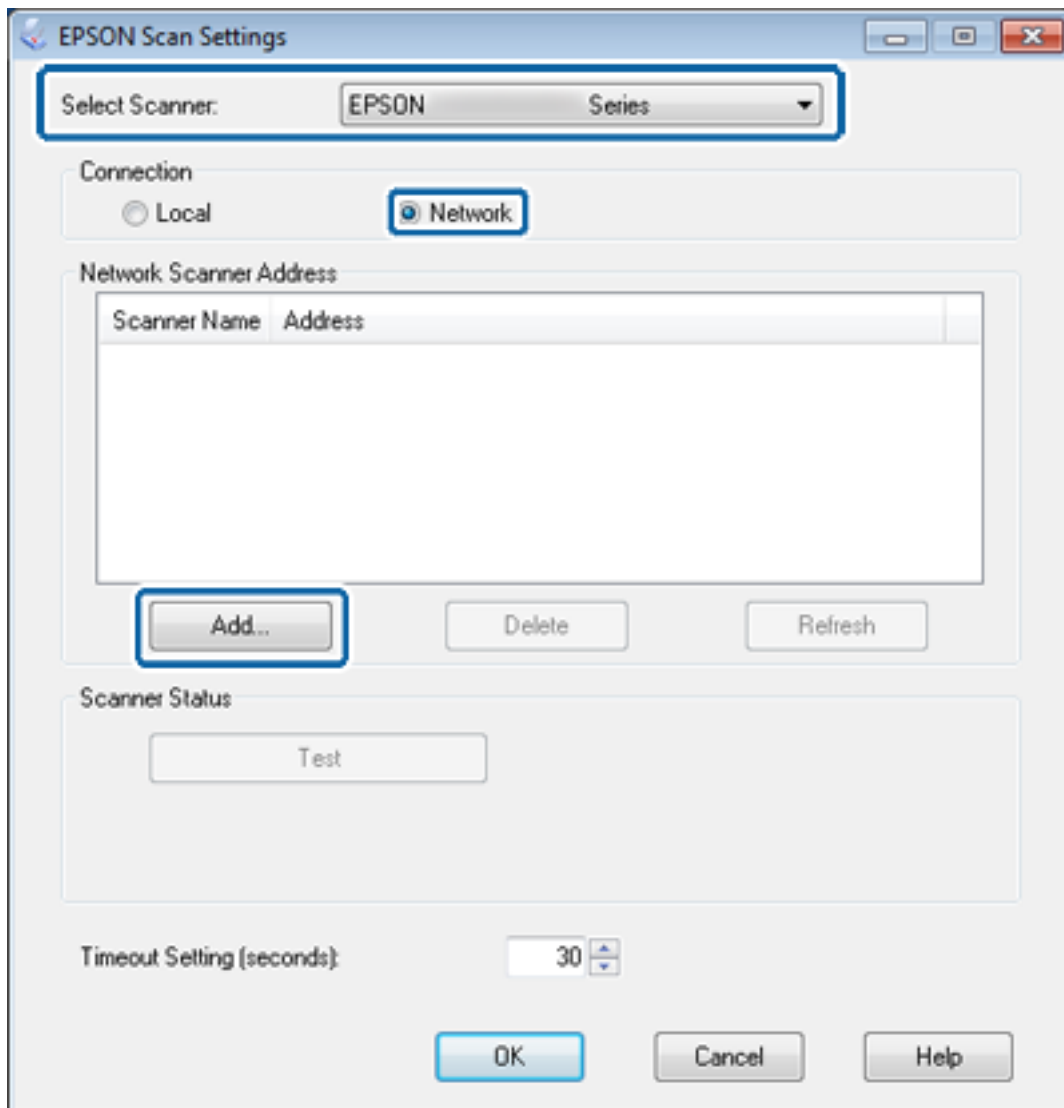 EPSON Scan Settings
Select Scanner: EPSON Series
Connection
Local Network
Network Scanner Address
Scanner Name Address
Add... Delete Refresh
Scanner Status
Test
Timeout Setting (seconds): 30
OK Cancel Help